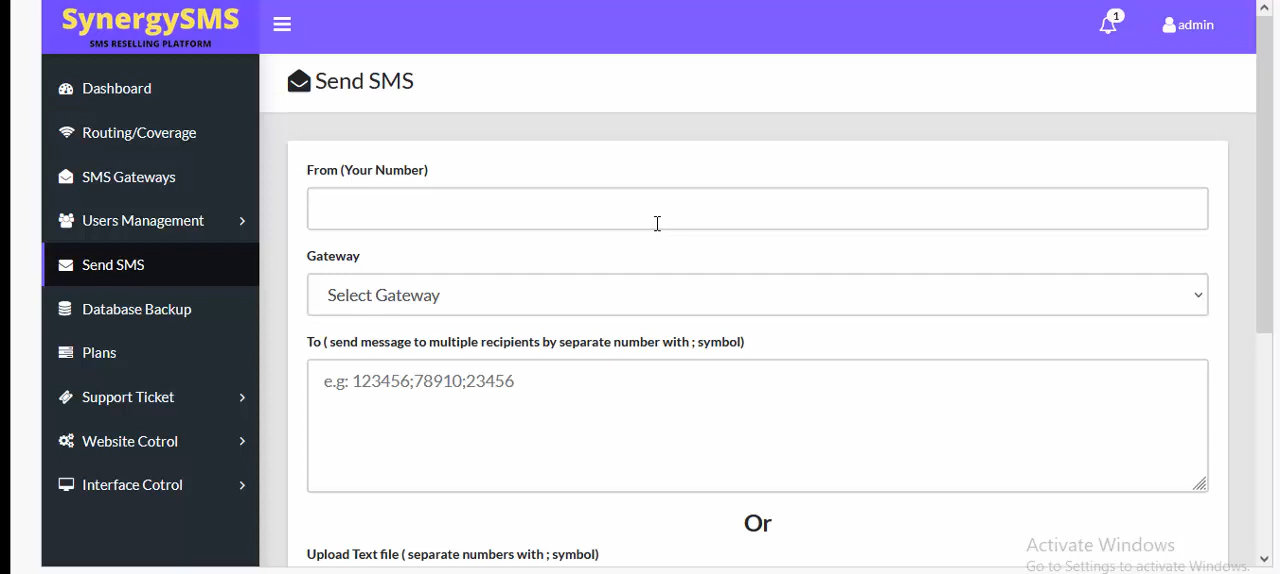 SynergySMS
SMS RESELLING PLATFORM
1
admin
Dashboard
Routing/Coverage
SMS Gateways
Users Management
Send SMS
Database Backup
Plans
Support Ticket
Website Cotrol
Interface Cotrol
Send SMS
From (Your Number)
Gateway
Select Gateway
To ( send message to multiple recipients by separate number with ; symbol)
e.g: 123456;78910;23456
Or
Upload Text file ( separate numbers with ; symbol)
Activate Windows
Go to Settings to activate Windows.